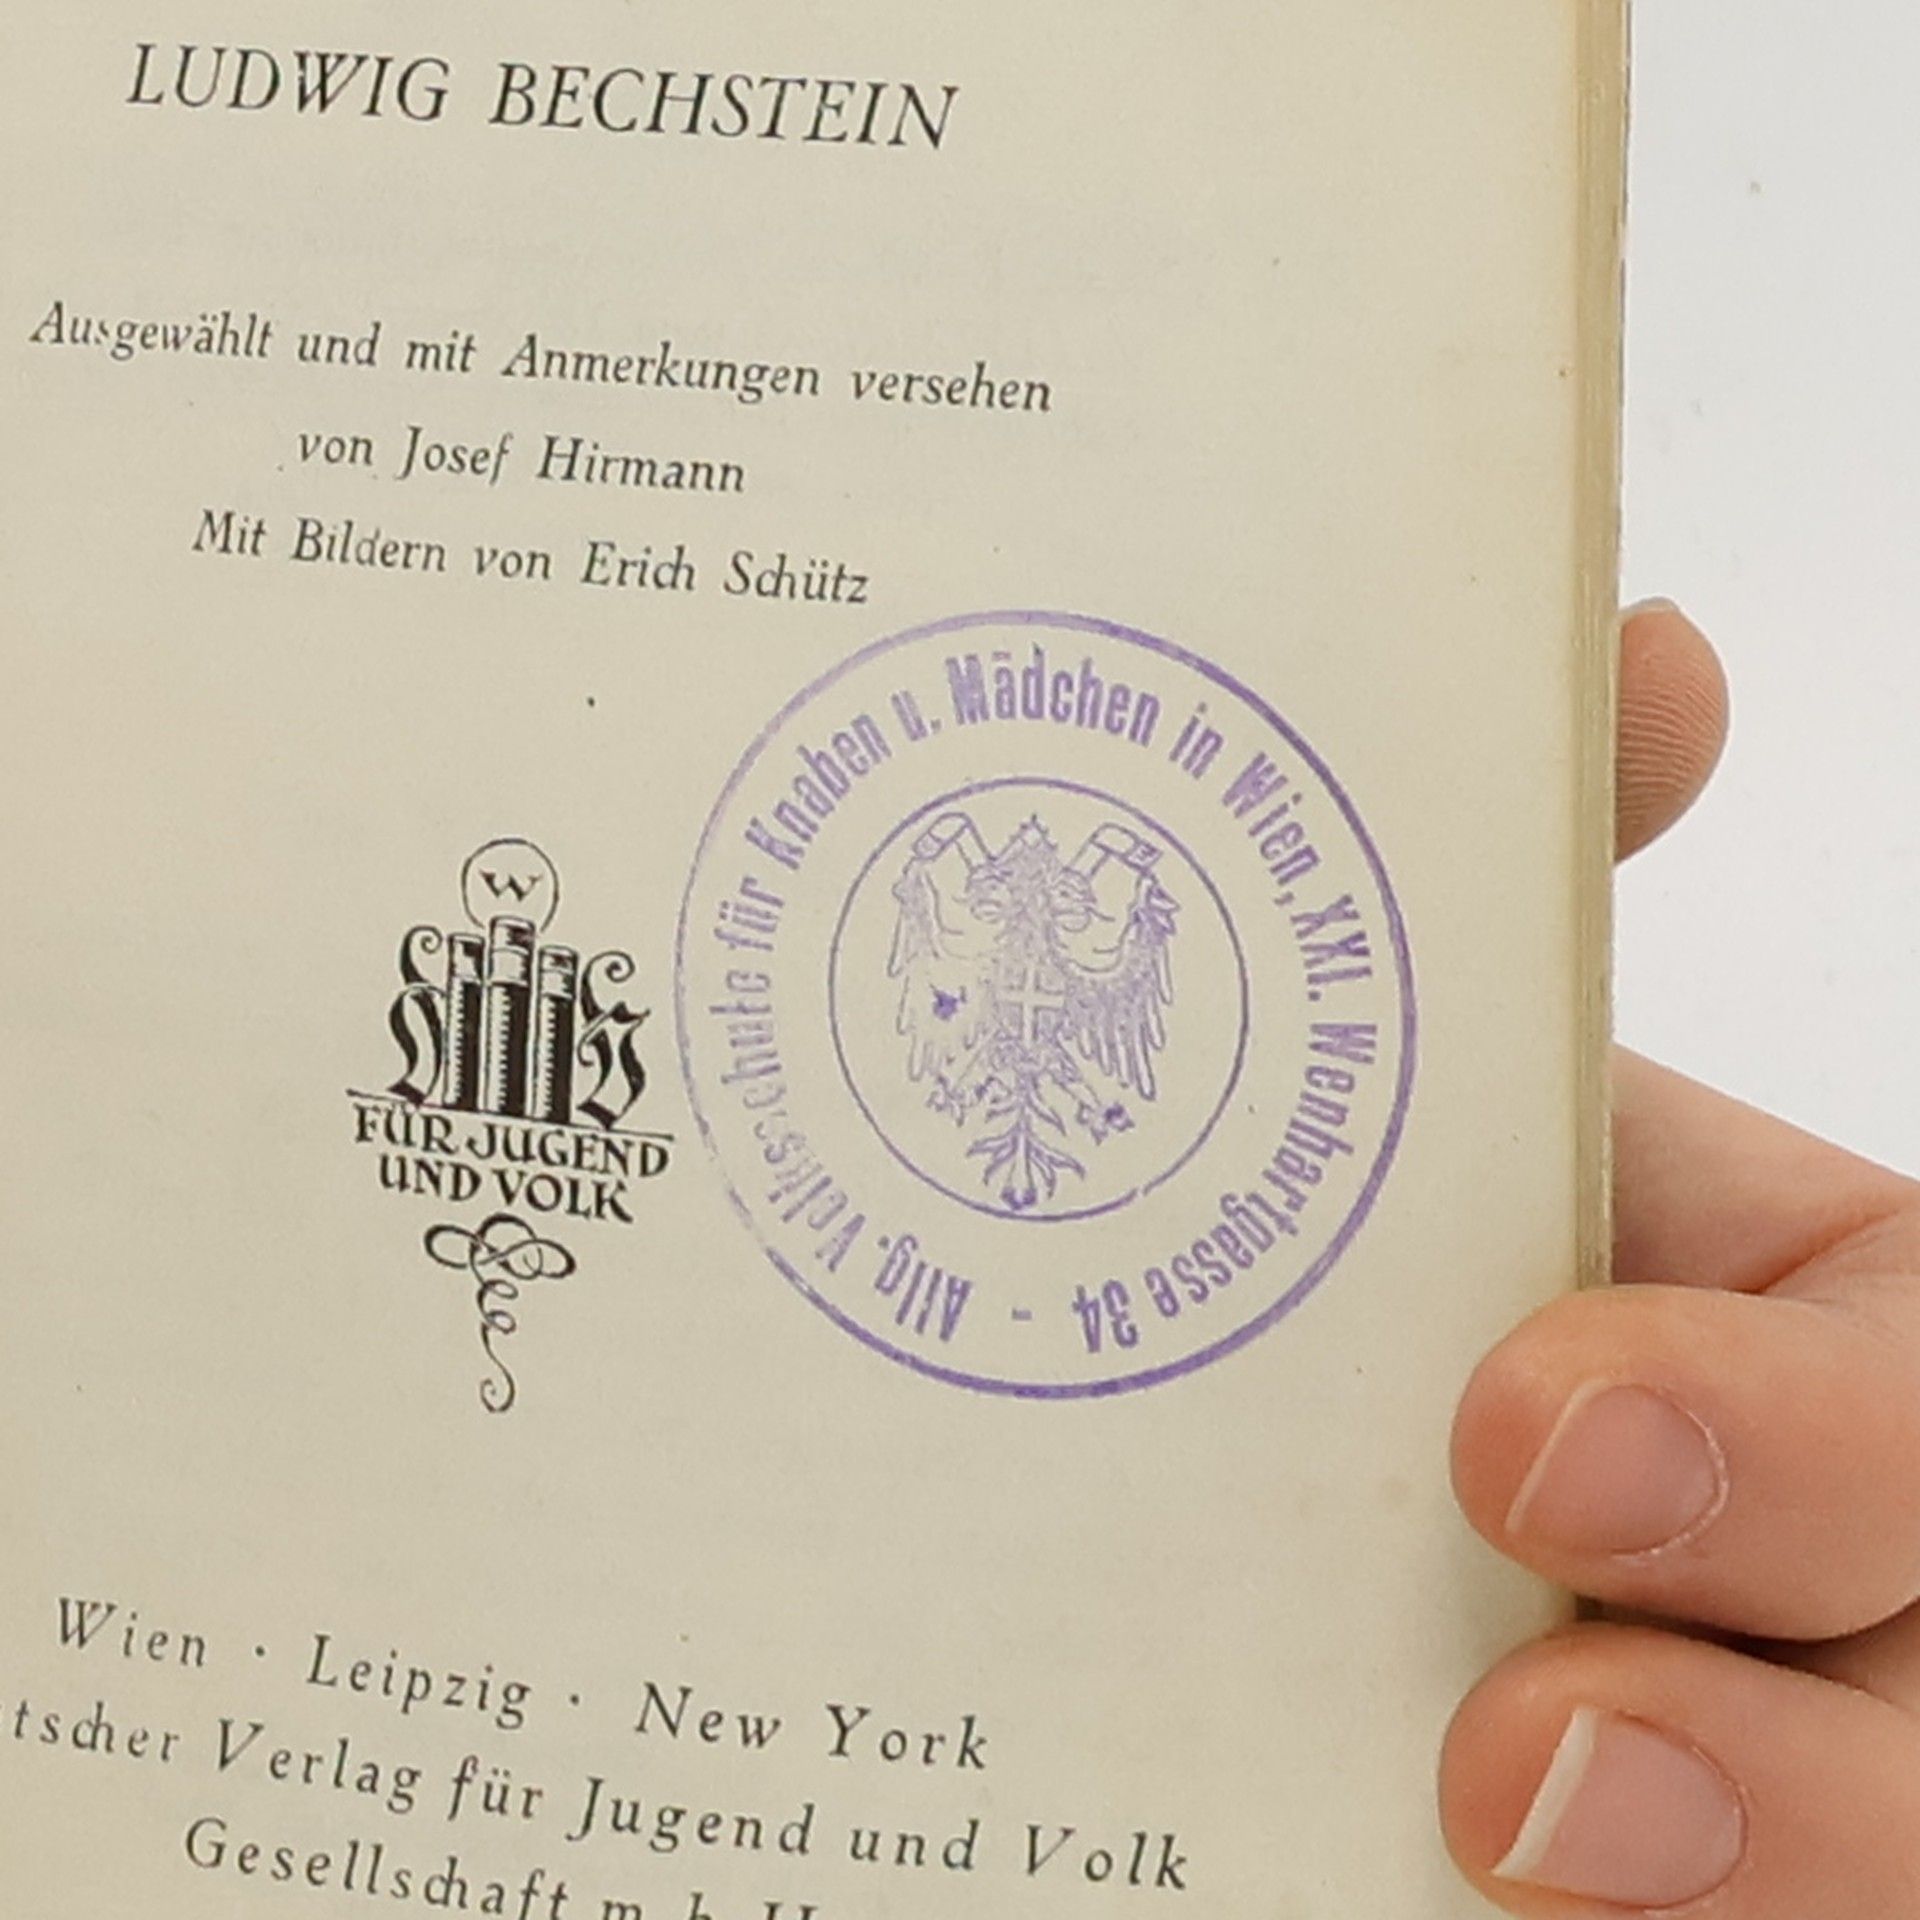 LUDWIG BECHSTEIN
Ausgewählt und mit Anmerkungen versehen
von Josef Hirmann
Mit Bildern von Erich Schütz
W
FÜR JUGEND
UND VOLK
Allg. Volksschule für Knaben u. Mädchen in Wien, XXI. Wenhartgasse 34 -
Wien · Leipzig · New York
tscher Verlag für Jugend und Volk
Gesellschaft m. b. H.